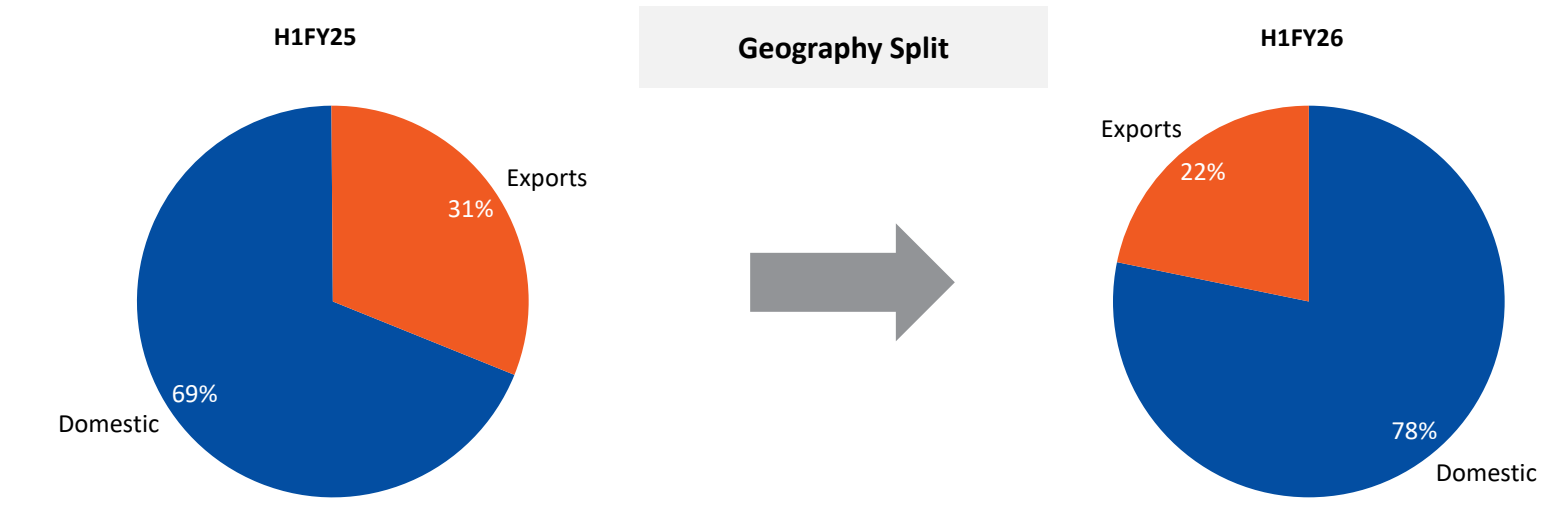 H1FY25
Geography Split
H1FY26
Exports
31%
69%
Domestic
Exports
22%
78%
Domestic